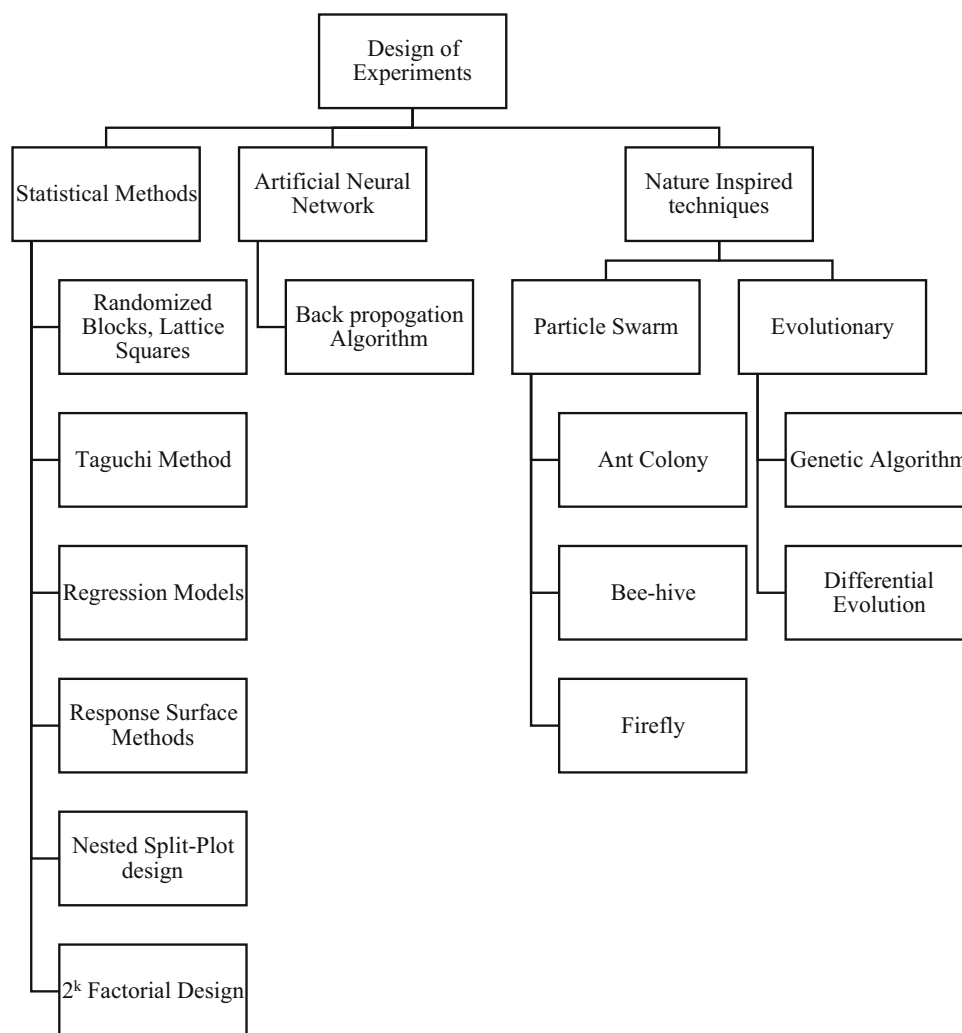 Design of
Experiments
Statistical Methods
Artificial Neural
Network
Nature Inspired
techniques
Randomized
Blocks, Lattice
Squares
Back propogation
Algorithm
Particle Swarm
Evolutionary
Taguchi Method
Ant Colony
Genetic Algorithm
Regression Models
Bee-hive
Differential
Evolution
Response Surface
Methods
Firefly
Nested Split-Plot
design
2ᵏ Factorial Design